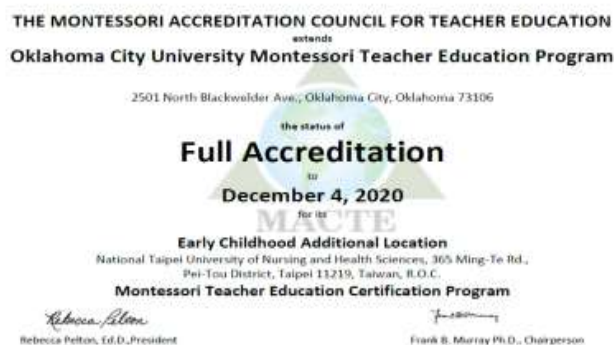 THE MONTESSORI ACCREDITATION COUNCIL FOR TEACHER EDUCATION
extends
Oklahoma City University Montessori Teacher Education Program
2501 North Blackwelder Ave., Oklahoma City, Oklahoma 73106
the status of
Full Accreditation
to
December 4, 2020
for its
MACTE
Early Childhood Additional Location
National Taipei University of Nursing and Health Sciences, 365 Ming-Te Rd.,
Pei-Tou District, Taipei 11219, Taiwan, R.O.C.
Montessori Teacher Education Certification Program
Rebecca Pelton
Rebecca Pelton, Ed.D.,President
Frank B. Murray Ph.D., Chairperson